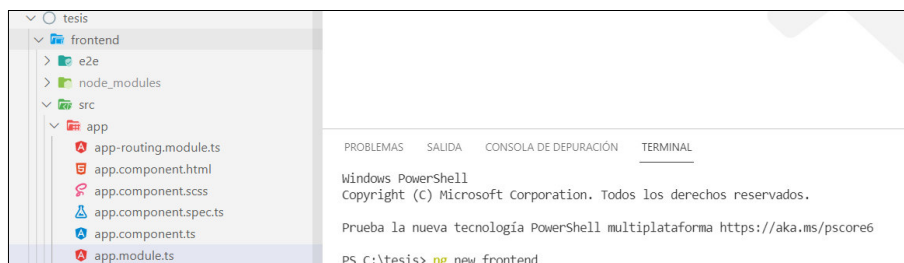 tesis
frontend
e2e
node_modules
src
app
app-routing.module.ts
app.component.html
app.component.scss
app.component.spec.ts
app.component.ts
app.module.ts
PROBLEMAS SALIDA CONSOLA DE DEPURACIÓN TERMINAL
Windows PowerShell
Copyright (C) Microsoft Corporation. Todos los derechos reservados.
Prueba la nueva tecnología PowerShell multiplataforma https://aka.ms/pscore6
PS C:\tesis> ng new frontend